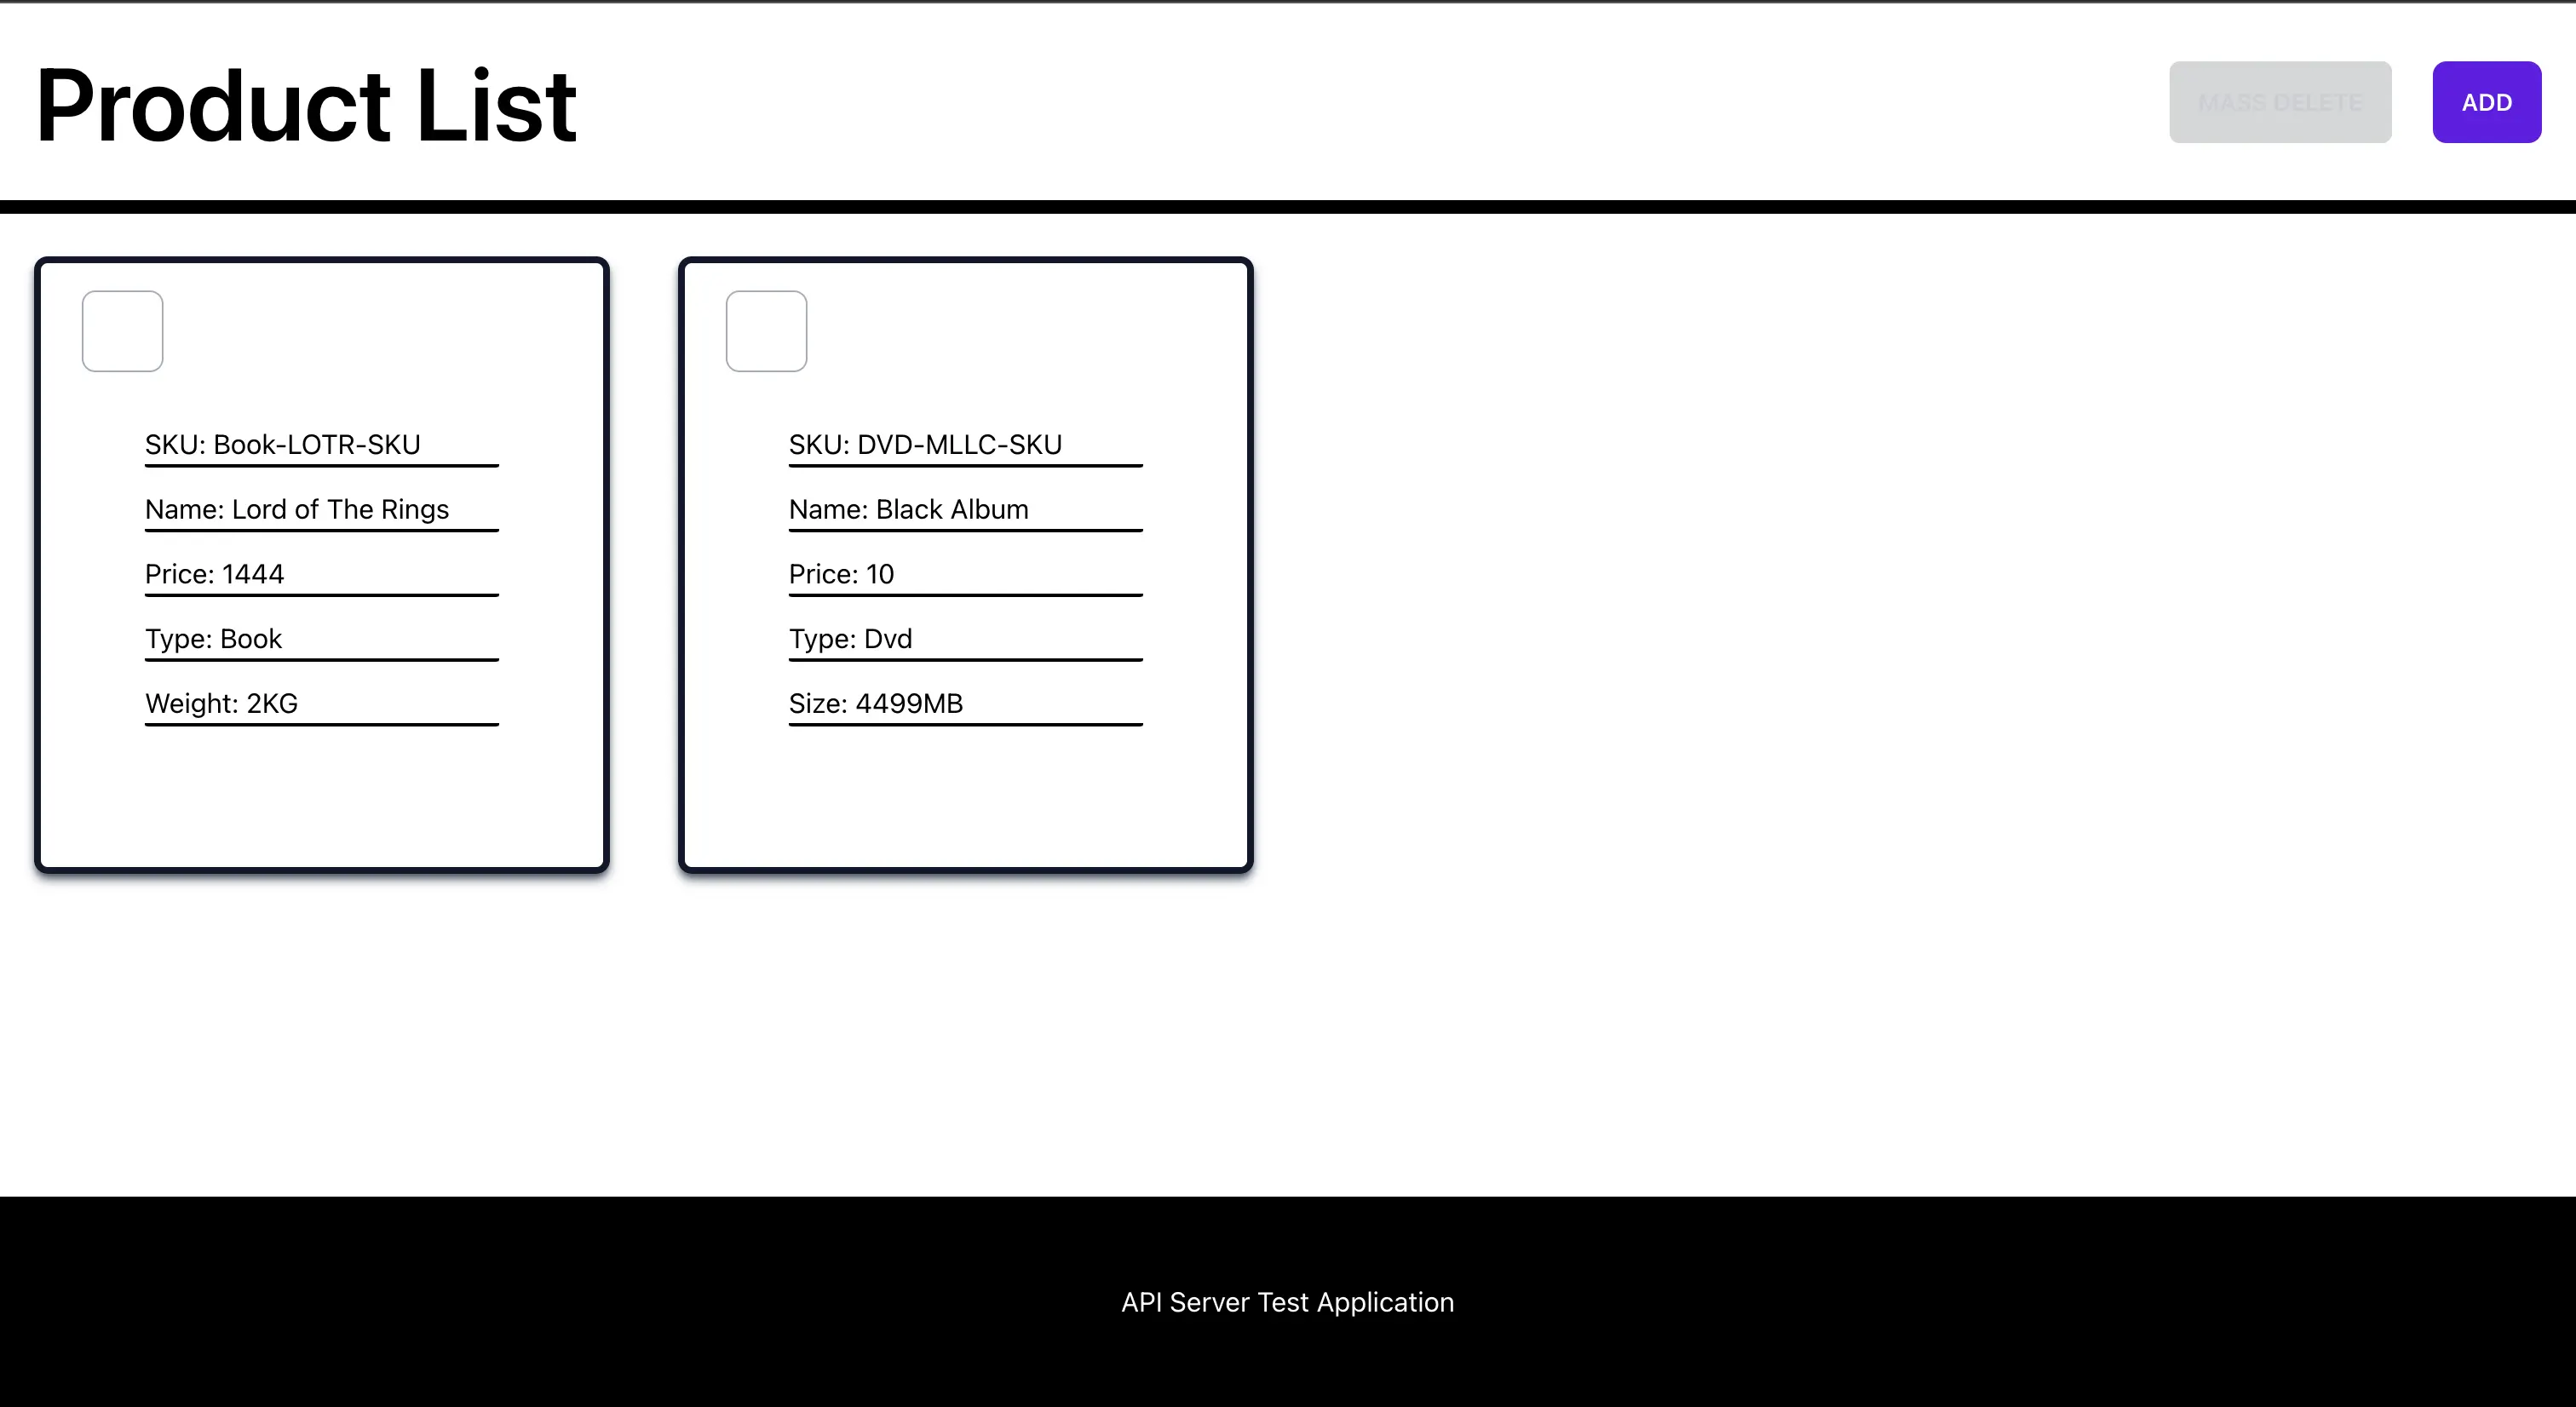 Product List
MASS DELETE
ADD
SKU: Book-LOTR-SKU
Name: Lord of The Rings
Price: 1444
Type: Book
Weight: 2KG
SKU: DVD-MLLC-SKU
Name: Black Album
Price: 10
Type: Dvd
Size: 4499MB
API Server Test Application